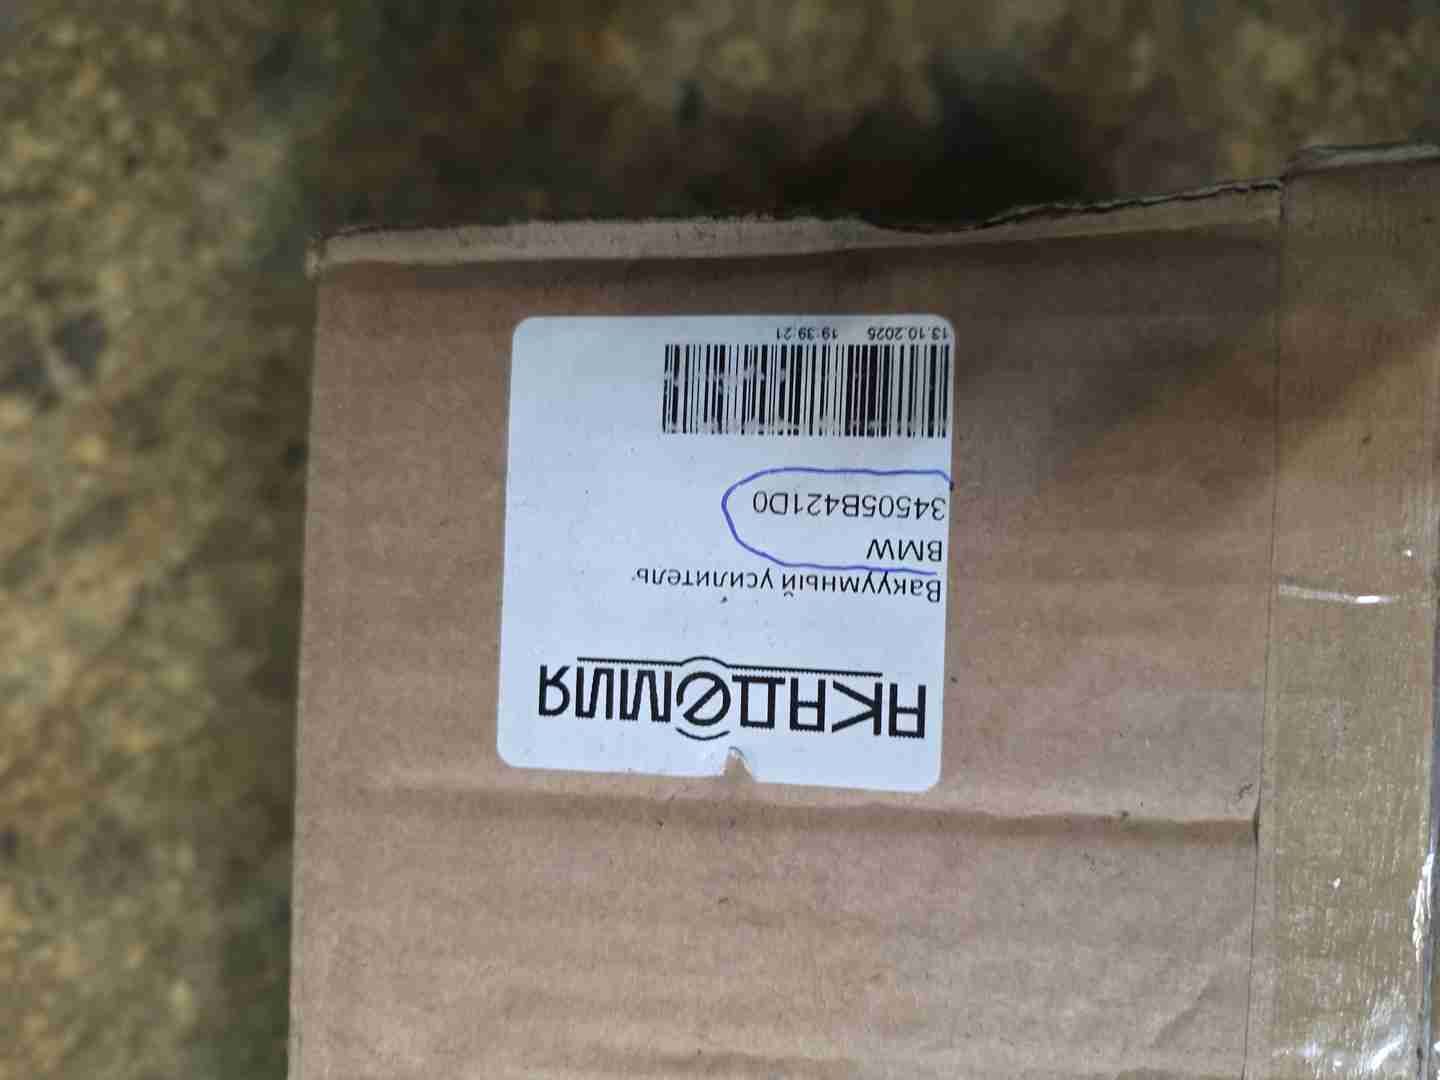 АКАДЕМИЯ
Вакуумный усилитель
BMW
34505B421D0
13.10.2025 19:39:21